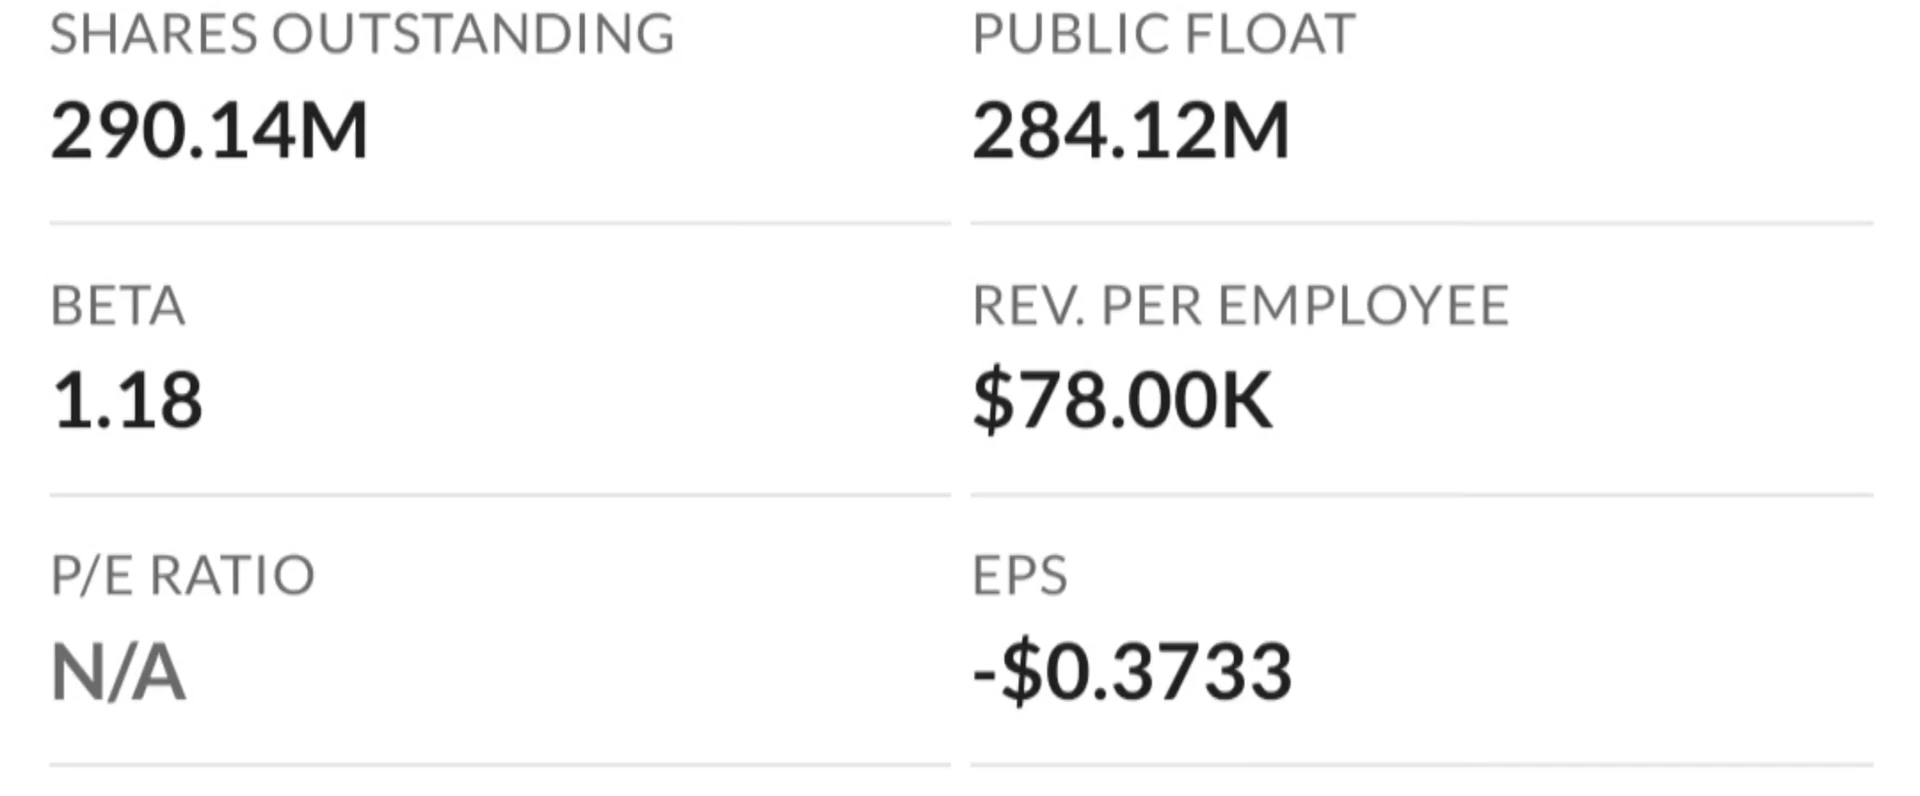 SHARES OUTSTANDING
290.14M
PUBLIC FLOAT
284.12M
BETA
1.18
REV. PER EMPLOYEE
$78.00K
P/E RATIO
N/A
EPS
-$0.3733